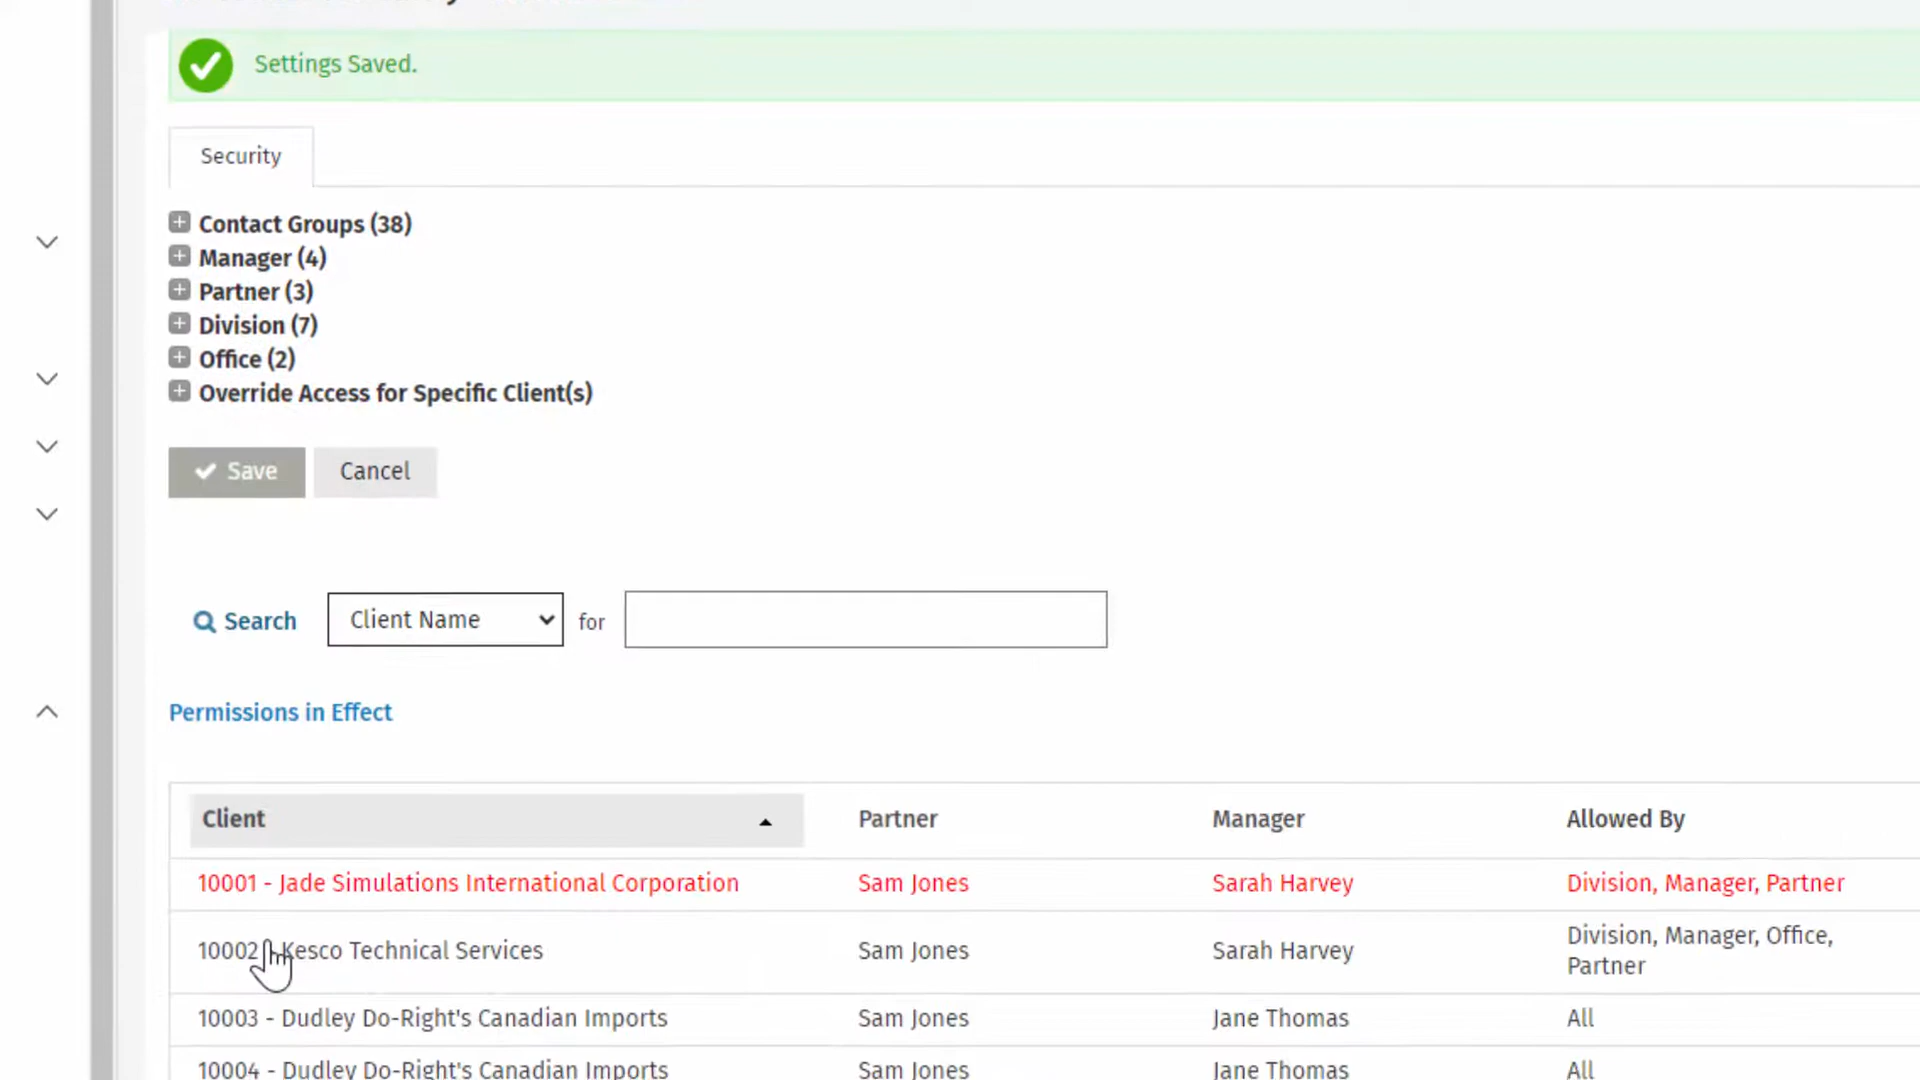 Settings Saved.
Security
Contact Groups (38)
Manager (4)
Partner (3)
Division (7)
Office (2)
Override Access for Specific Client(s)
Save Cancel
Search Client Name for
Permissions in Effect
Client Partner Manager Allowed By
10001 - Jade Simulations International Corporation Sam Jones Sarah Harvey Division, Manager, Partner
10002 - Kesco Technical Services Sam Jones Sarah Harvey Division, Manager, Office,
Partner
10003 - Dudley Do-Right's Canadian Imports Sam Jones Jane Thomas All
10004 - Dudley Do-Right's Canadian Imports Sam Jones Jane Thomas All